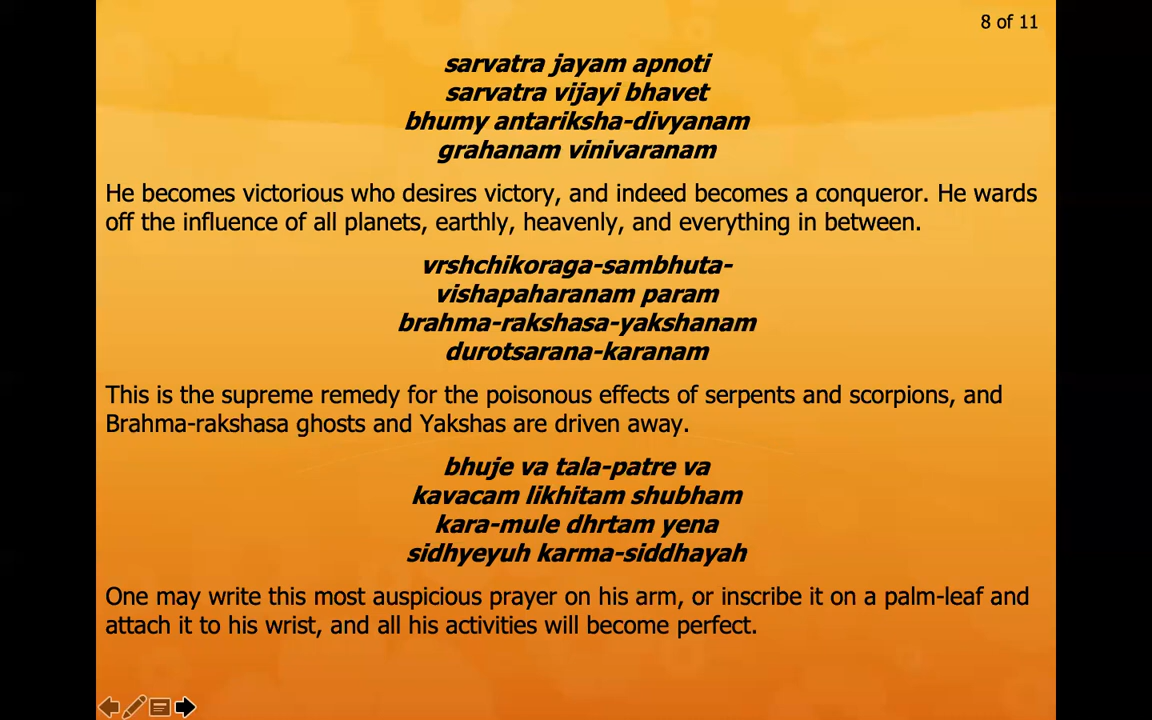 8 of 11
sarvatra jayam apnoti
sarvatra vijayi bhavet
bhumy antariksha-divyanam
grahanam vinivaranam
He becomes victorious who desires victory, and indeed becomes a conqueror. He wards
off the influence of all planets, earthly, heavenly, and everything in between.
vrshchikoraga-sambhuta-
vishapaharanam param
brahma-rakshasa-yakshanam
durotsarana-karanam
This is the supreme remedy for the poisonous effects of serpents and scorpions, and
Brahma-rakshasa ghosts and Yakshas are driven away.
bhuje va tala-patre va
kavacam likhitam shubham
kara-mule dhrtam yena
sidhyeyuh karma-siddhayah
One may write this most auspicious prayer on his arm, or inscribe it on a palm-leaf and
attach it to his wrist, and all his activities will become perfect.